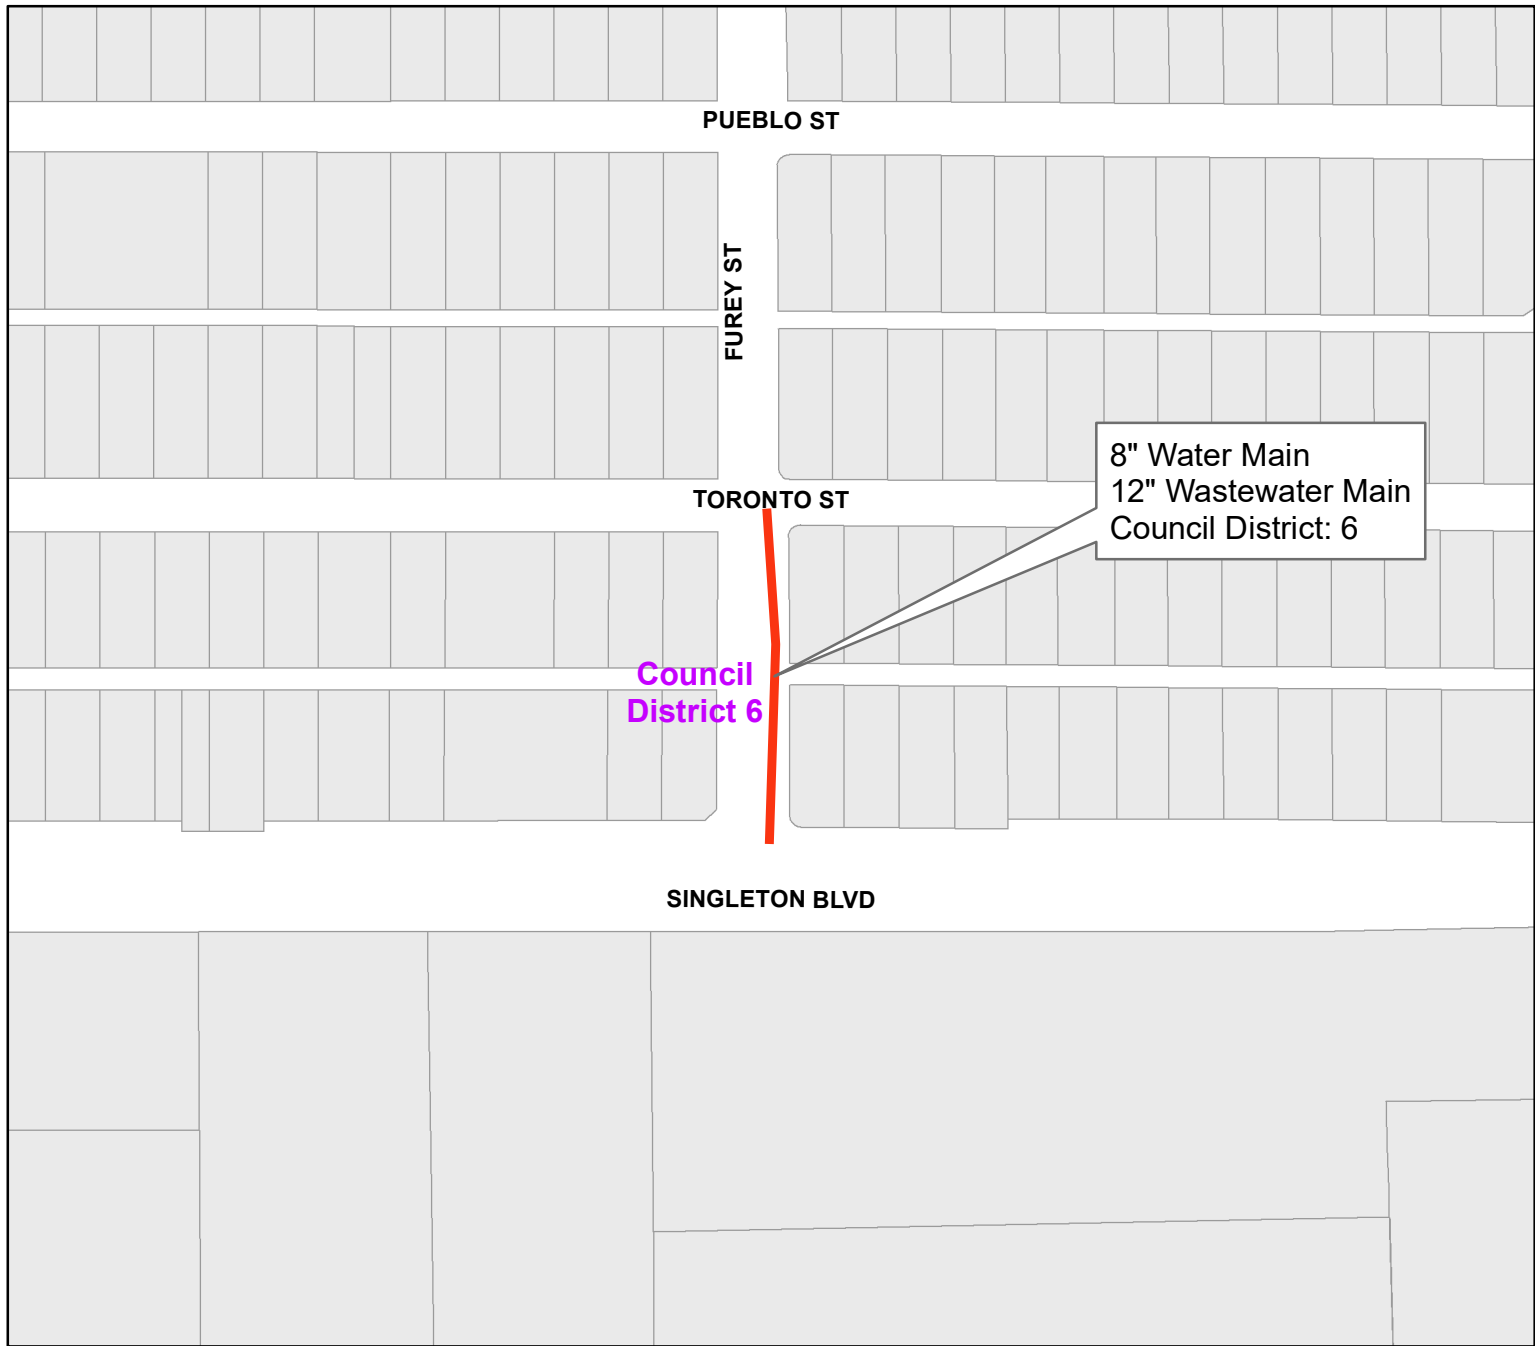 PUEBLO ST
FUREY ST
8" Water Main
12" Wastewater Main
Council District: 6
TORONTO ST
Council
District 6
SINGLETON BLVD